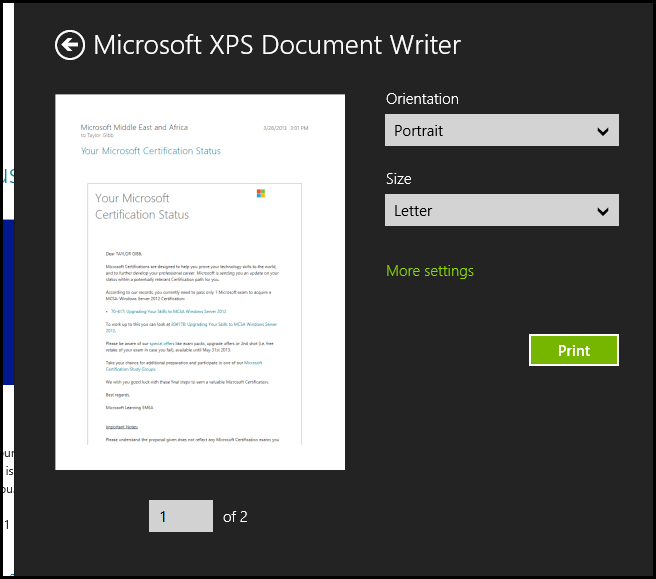 Microsoft XPS Document Writer
Microsoft Middle East and Africa
3/28/2013 3:01 PM
to Taylor Gibb
Your Microsoft Certification Status
Your Microsoft
Certification Status
Dear TAYLOR GIBB,
Microsoft Certifications are designed to help you prove your technology skills to the world,
and to further develop your professional career. Microsoft is sending you an update on your
status within a potentially relevant Certification path for you.
According to our records, you currently need to pass only 1 Microsoft exam to acquire a
MCSA: Windows Server 2012 Certification:
• 70-417: Upgrading Your Skills to MCSA Windows Server 2012
To work up to this you can look at 20417B: Upgrading Your Skills to MCSA Windows Server
2012.
Please be aware of our special offers like exam packs, upgrade offers or 2nd shot (i.e. free
retake of your exam in case you fail), available until May 31st 2013.
Take your chance for additional preparation and participate in one of our Microsoft
Certification Study Groups.
We wish you good luck with these final steps to earn a valuable Microsoft Certification.
Best regards,
Microsoft Learning EMEA
Important Notes:
Please understand the proposal given does not reflect any Microsoft Certification exams you
1
of 2
Orientation
Portrait
Size
Letter
More settings
Print
us
our
is
ou
1